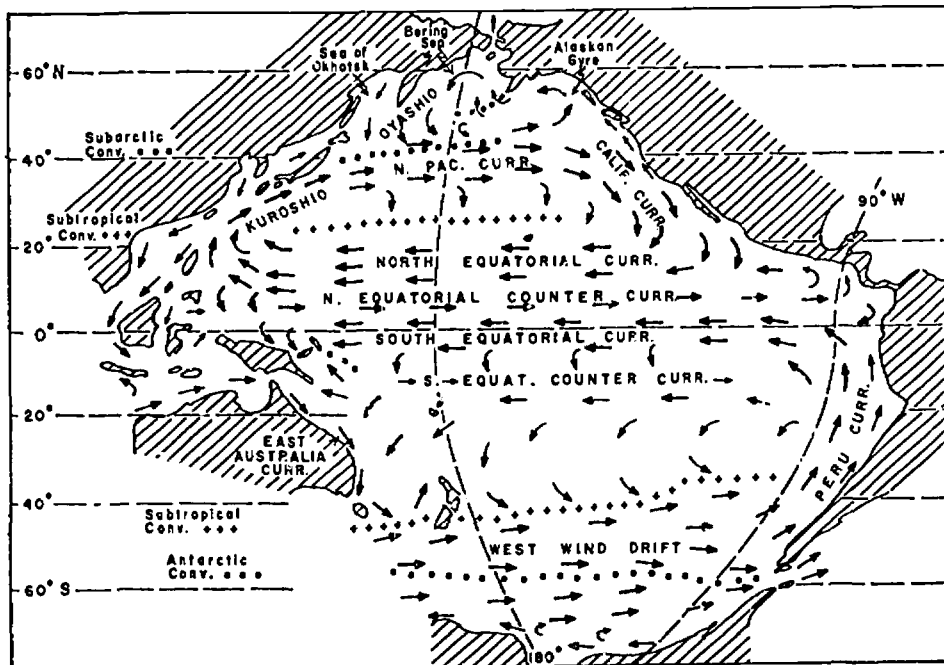 Bering
Sea
Alaskan
Gyre
Sea of
Okhotsk
60°N
OYASHIO
Subarctic
Conv.
40°
N. PAC. CURR.
CALIF. CURR.
KUROSHIO
90°W
Subtropical
Conv.
20°
NORTH EQUATORIAL CURR.
N. EQUATORIAL COUNTER CURR.
0°
SOUTH EQUATORIAL CURR.
S. EQUAT. COUNTER CURR.
20°
EAST
AUSTRALIA
CURR.
PERU CURR.
40°
Subtropical
Conv.
WEST WIND DRIFT
Antarctic
Conv.
60°S
180°